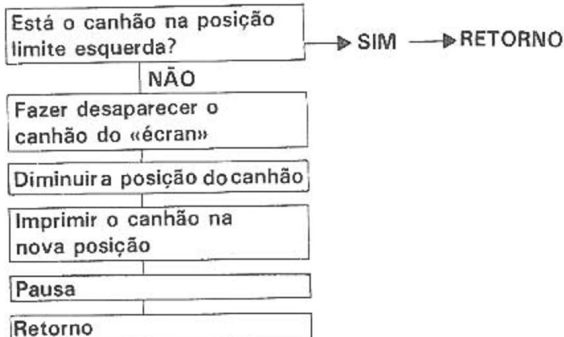 Está o canhão na posição
limite esquerda?
SIM
RETORNO
NÃO
Fazer desaparecer o
canhão do «écran»
Diminuir a posição do canhão
Imprimir o canhão na
nova posição
Pausa
Retorno